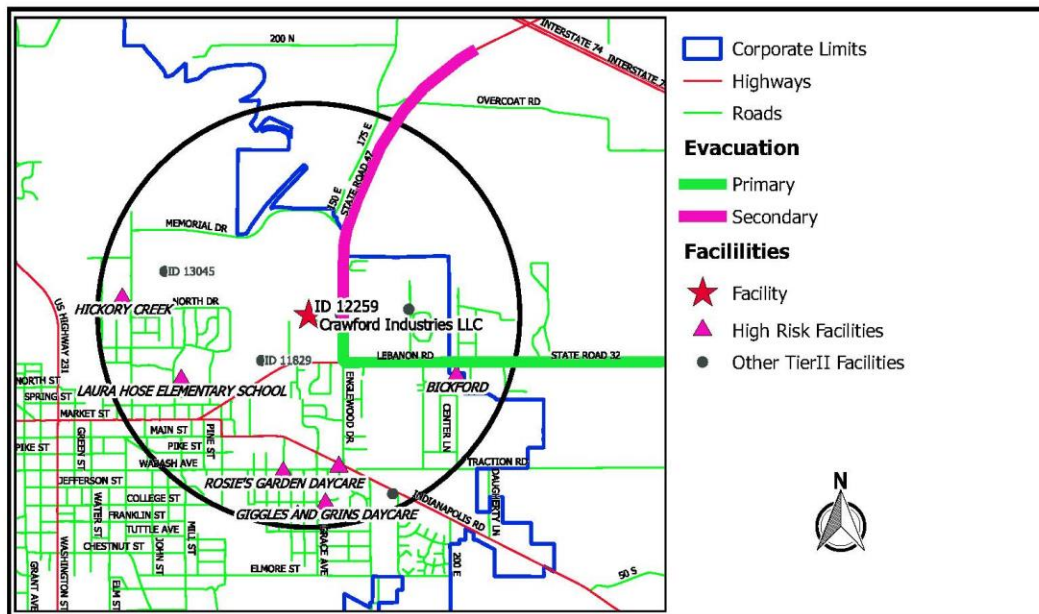 200 N
INTERSTATE 74
INTERSTATE 7
OVERCOAT RD
175 E
STATE ROAD 47
150 E
MEMORIAL DR
ID 13045
US HIGHWAY 231
HICKORY CREEK
NORTH DR
ID 12259
Crawford Industries LLC
ID 11829
LEBANON RD
STATE ROAD 32
NORTH ST
LAURA HOSE ELEMENTARY SCHOOL
BICKFORD
SPRING ST
MARKET ST
ENGLEWOOD DR
CENTER LN
MAIN ST
PINE ST
PIKE ST
PIKE ST
GREEN ST
WABASH AVE
TRACTION RD
JEFFERSON ST
ROSIE'S GARDEN DAYCARE
DAUGHERTY LN
COLLEGE ST
WATER ST
INDIANAPOLIS RD
FRANKLIN ST
GIGGLES AND GRINS DAYCARE
TUTTLE AVE
MILL ST
JOHN ST
GRACE AVE
CHESTNUT ST
WASHINGTON ST
GRANT AVE
ELM ST
ELMORE ST
200 E
50 S
Corporate Limits
Highways
Roads
Evacuation
Primary
Secondary
Facililities
Facility
High Risk Facilities
Other TierII Facilities
N